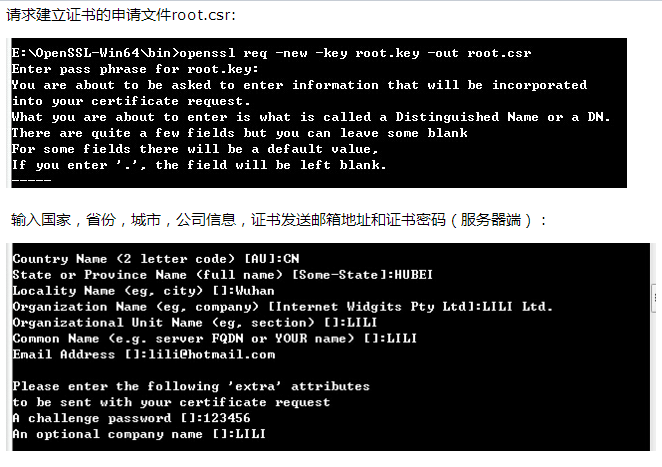 请求建立证书的申请文件root.csr:
E:\OpenSSL-Win64\bin>openssl req -new -key root.key -out root.csr
Enter pass phrase for root.key:
You are about to be asked to enter information that will be incorporated
into your certificate request.
What you are about to enter is what is called a Distinguished Name or a DN.
There are quite a few fields but you can leave some blank
For some fields there will be a default value,
If you enter '.', the field will be left blank.
-----
输入国家，省份，城市，公司信息，证书发送邮箱地址和证书密码（服务器端）：
Country Name (2 letter code) [AU]:CN
State or Province Name (full name) [Some-State]:HUBEI
Locality Name (eg, city) []:Wuhan
Organization Name (eg, company) [Internet Widgits Pty Ltd]:LILI Ltd.
Organizational Unit Name (eg, section) []:LILI
Common Name (e.g. server FQDN or YOUR name) []:LILI
Email Address []:lili@hotmail.com
Please enter the following 'extra' attributes
to be sent with your certificate request
A challenge password []:123456
An optional company name []:LILI